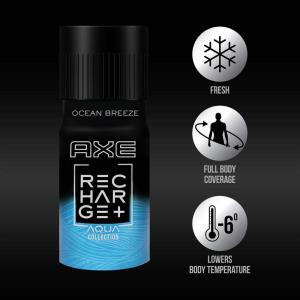 OCEAN BREEZE
AXE
REC
HAR
GE+
AQUA
COLLECTION
FRESH
FULL BODY
COVERAGE
-6°
LOWERS
BODY TEMPERATURE